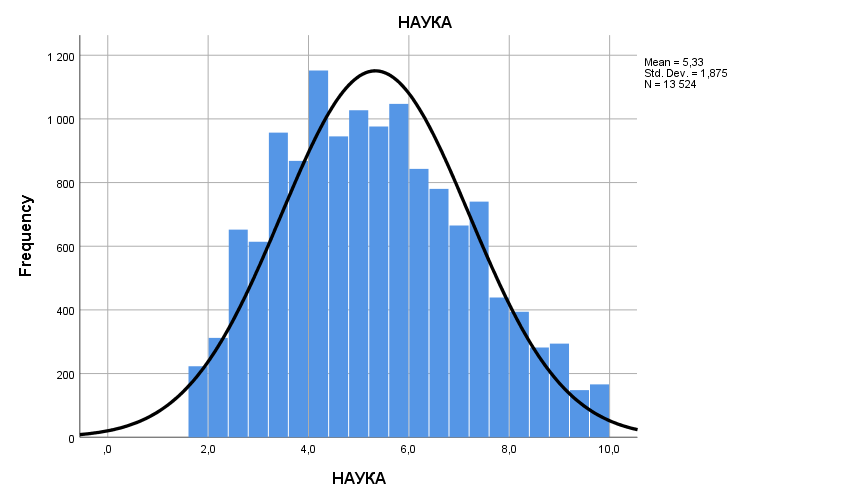 НАУКА
Mean = 5,33
Std. Dev. = 1,875
N = 13 524
Frequency
1 200
1 000
800
600
400
200
0
,0 2,0 4,0 6,0 8,0 10,0
НАУКА